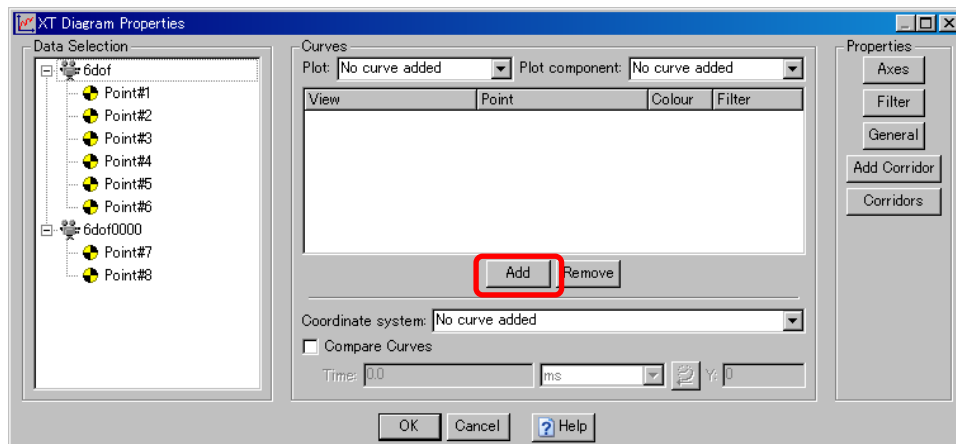 XT Diagram Properties
Data Selection
6dof
Point#1
Point#2
Point#3
Point#4
Point#5
Point#6
6dof0000
Point#7
Point#8
Curves
Plot: No curve added Plot component: No curve added
View Point Colour Filter
Add Remove
Coordinate system: No curve added
Compare Curves
Time: 0.0 ms Y: 0
Properties
Axes
Filter
General
Add Corridor
Corridors
OK Cancel Help